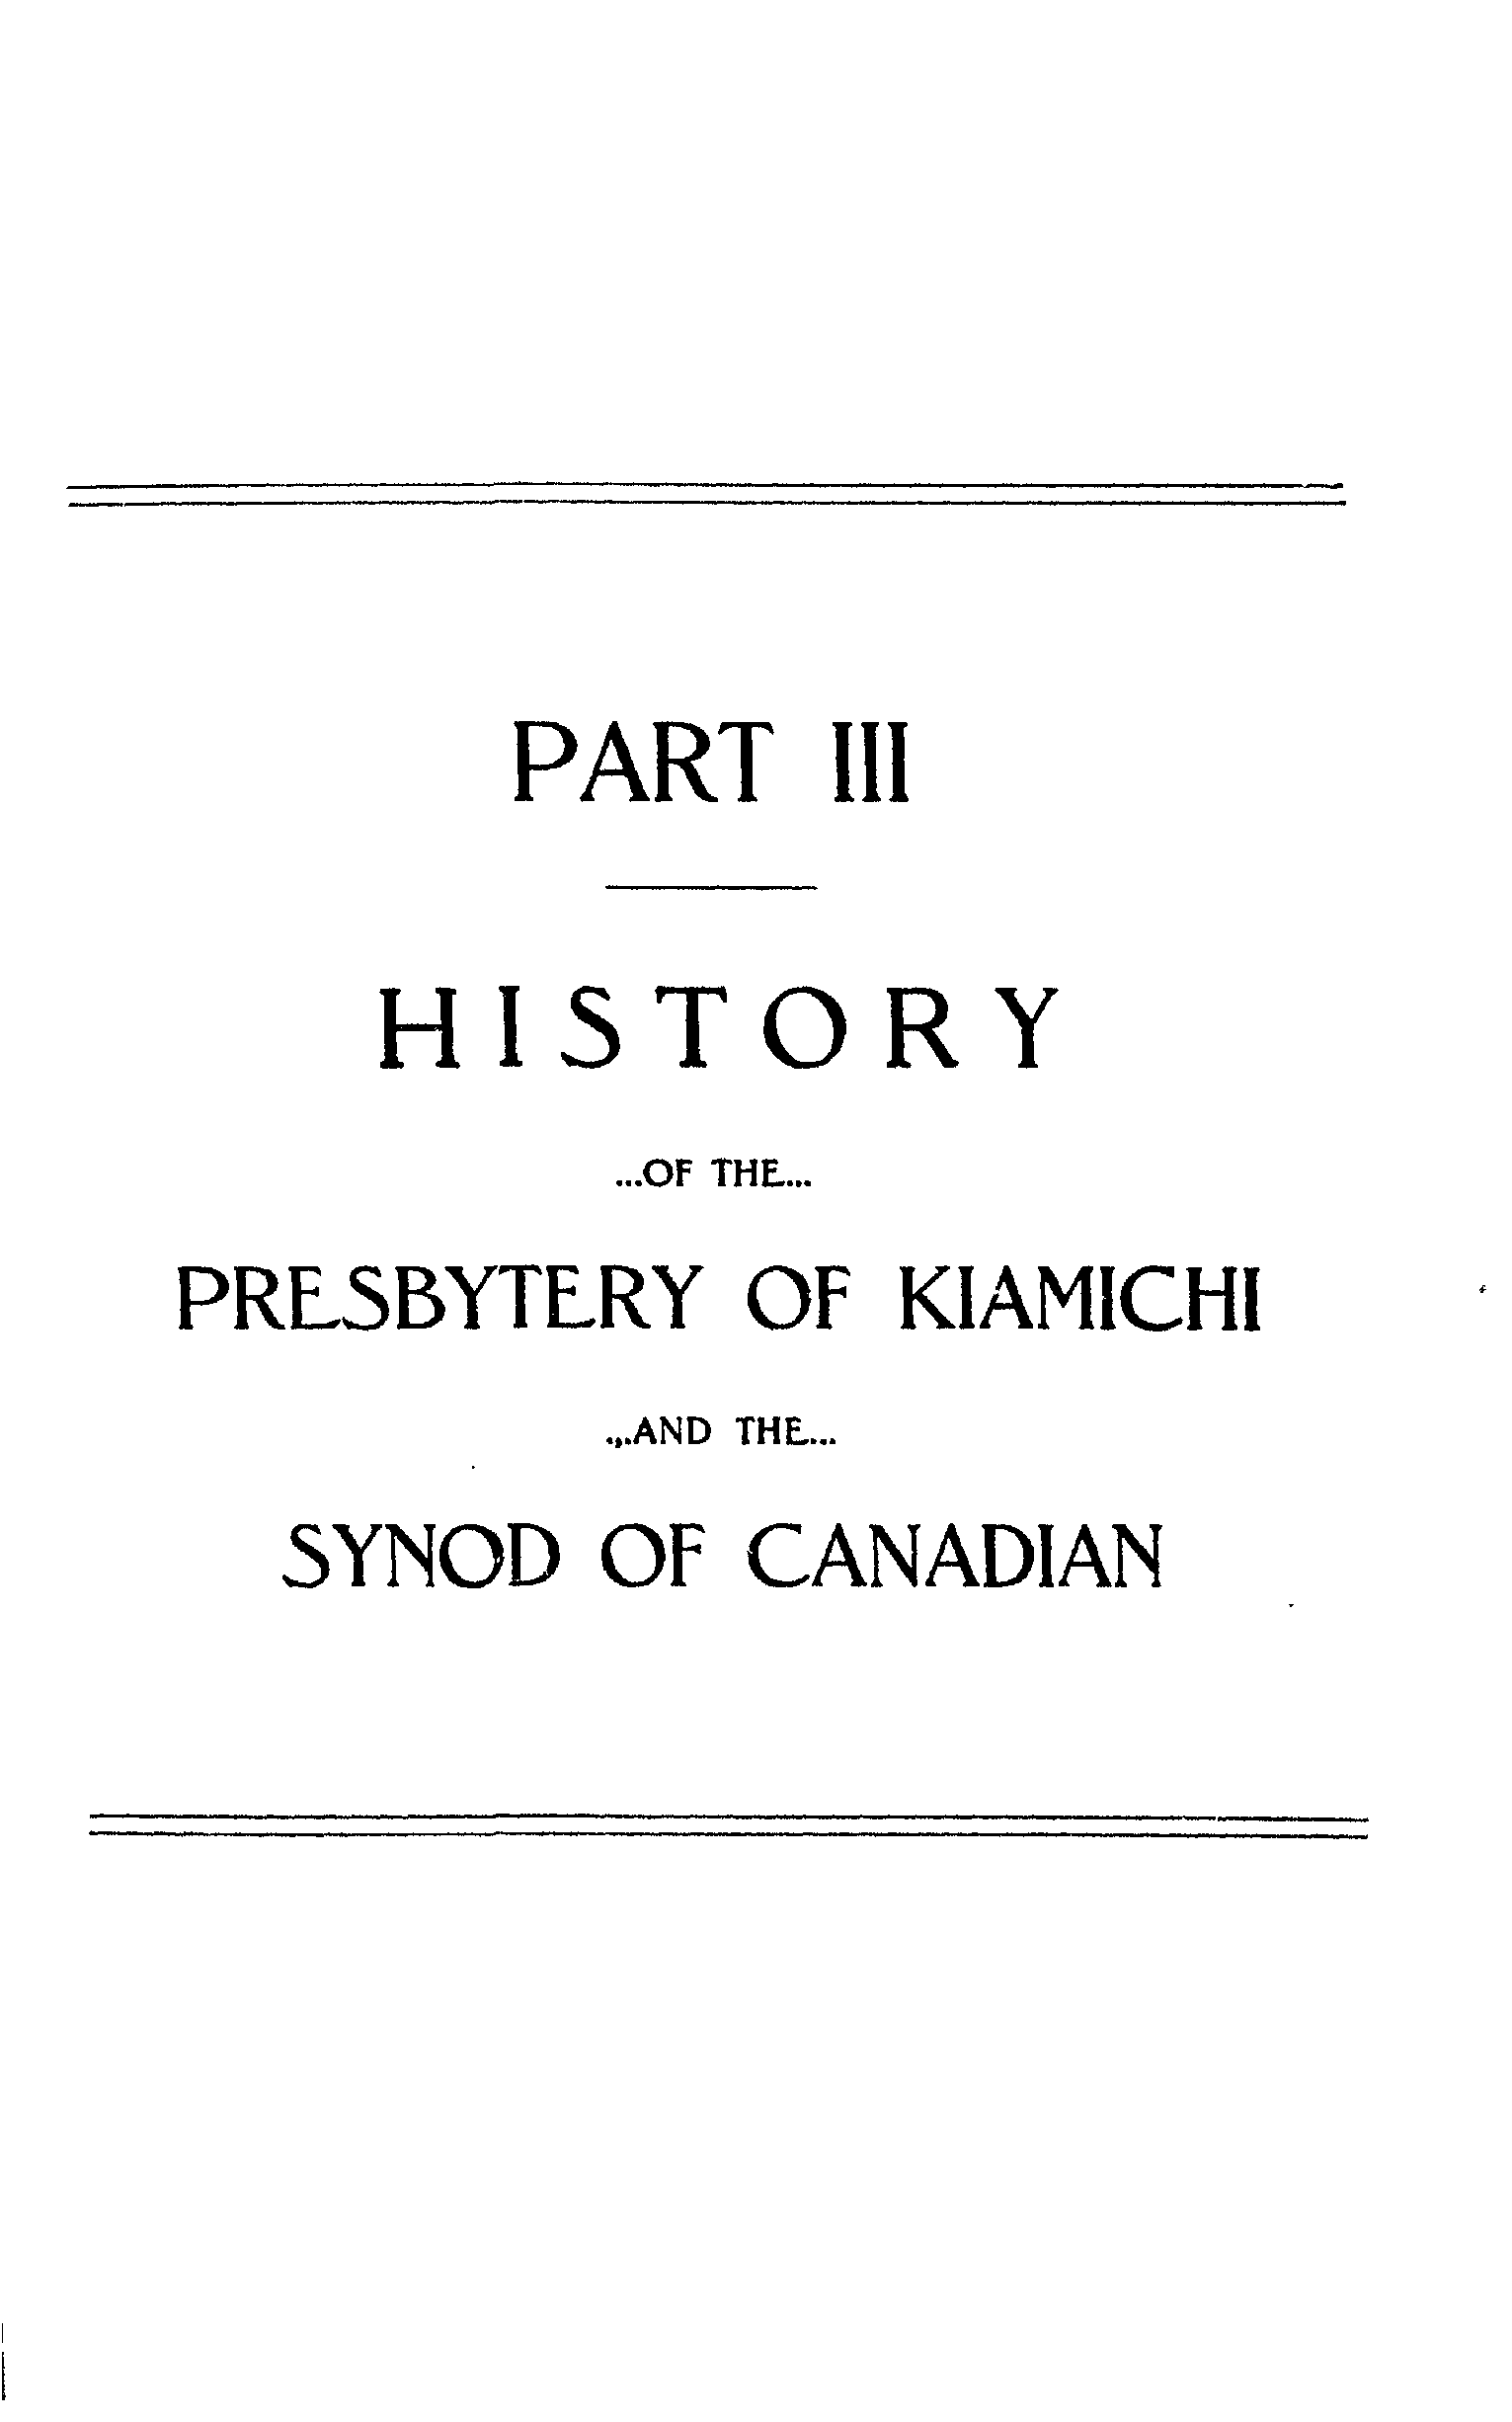 PART III
HISTORY
...OF THE...
PRESBYTERY OF KIAMICHI
.,.AND THE...
SYNOD OF CANADIAN